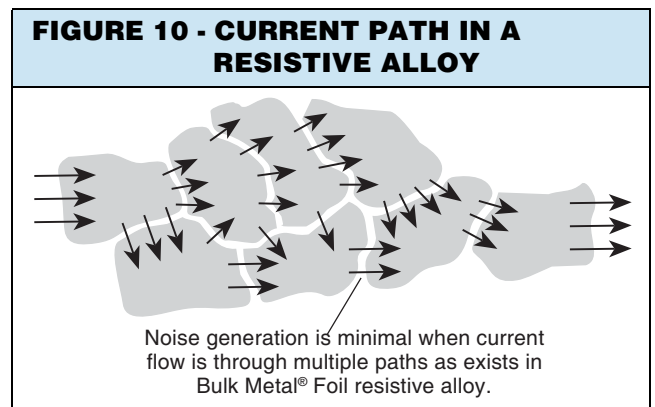 FIGURE 10 - CURRENT PATH IN A
RESISTIVE ALLOY
Noise generation is minimal when current
flow is through multiple paths as exists in
Bulk Metal® Foil resistive alloy.